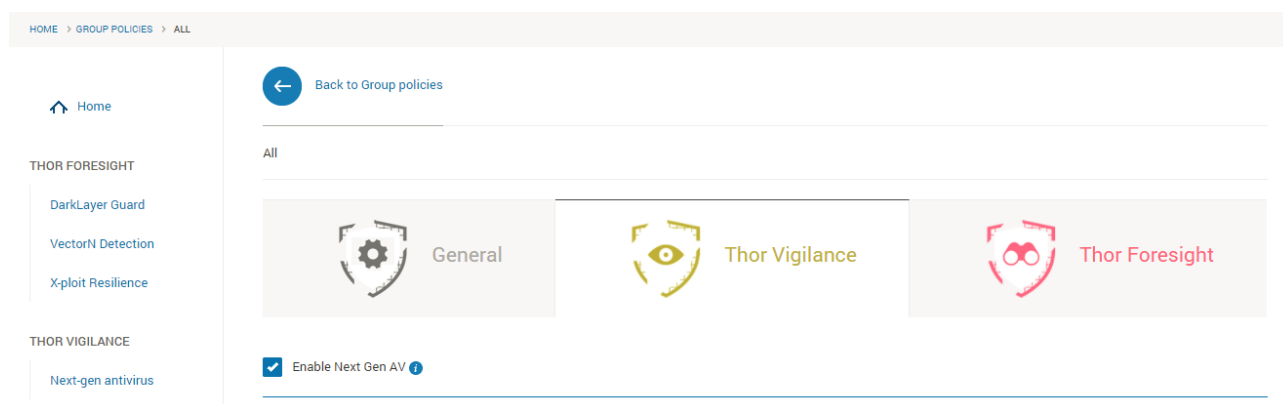 HOME > GROUP POLICIES > ALL
Back to Group policies
Home
All
THOR FORESIGHT
DarkLayer Guard
VectorN Detection
X-ploit Resilience
General
Thor Vigilance
Thor Foresight
THOR VIGILANCE
Next-gen antivirus
Enable Next Gen AV i